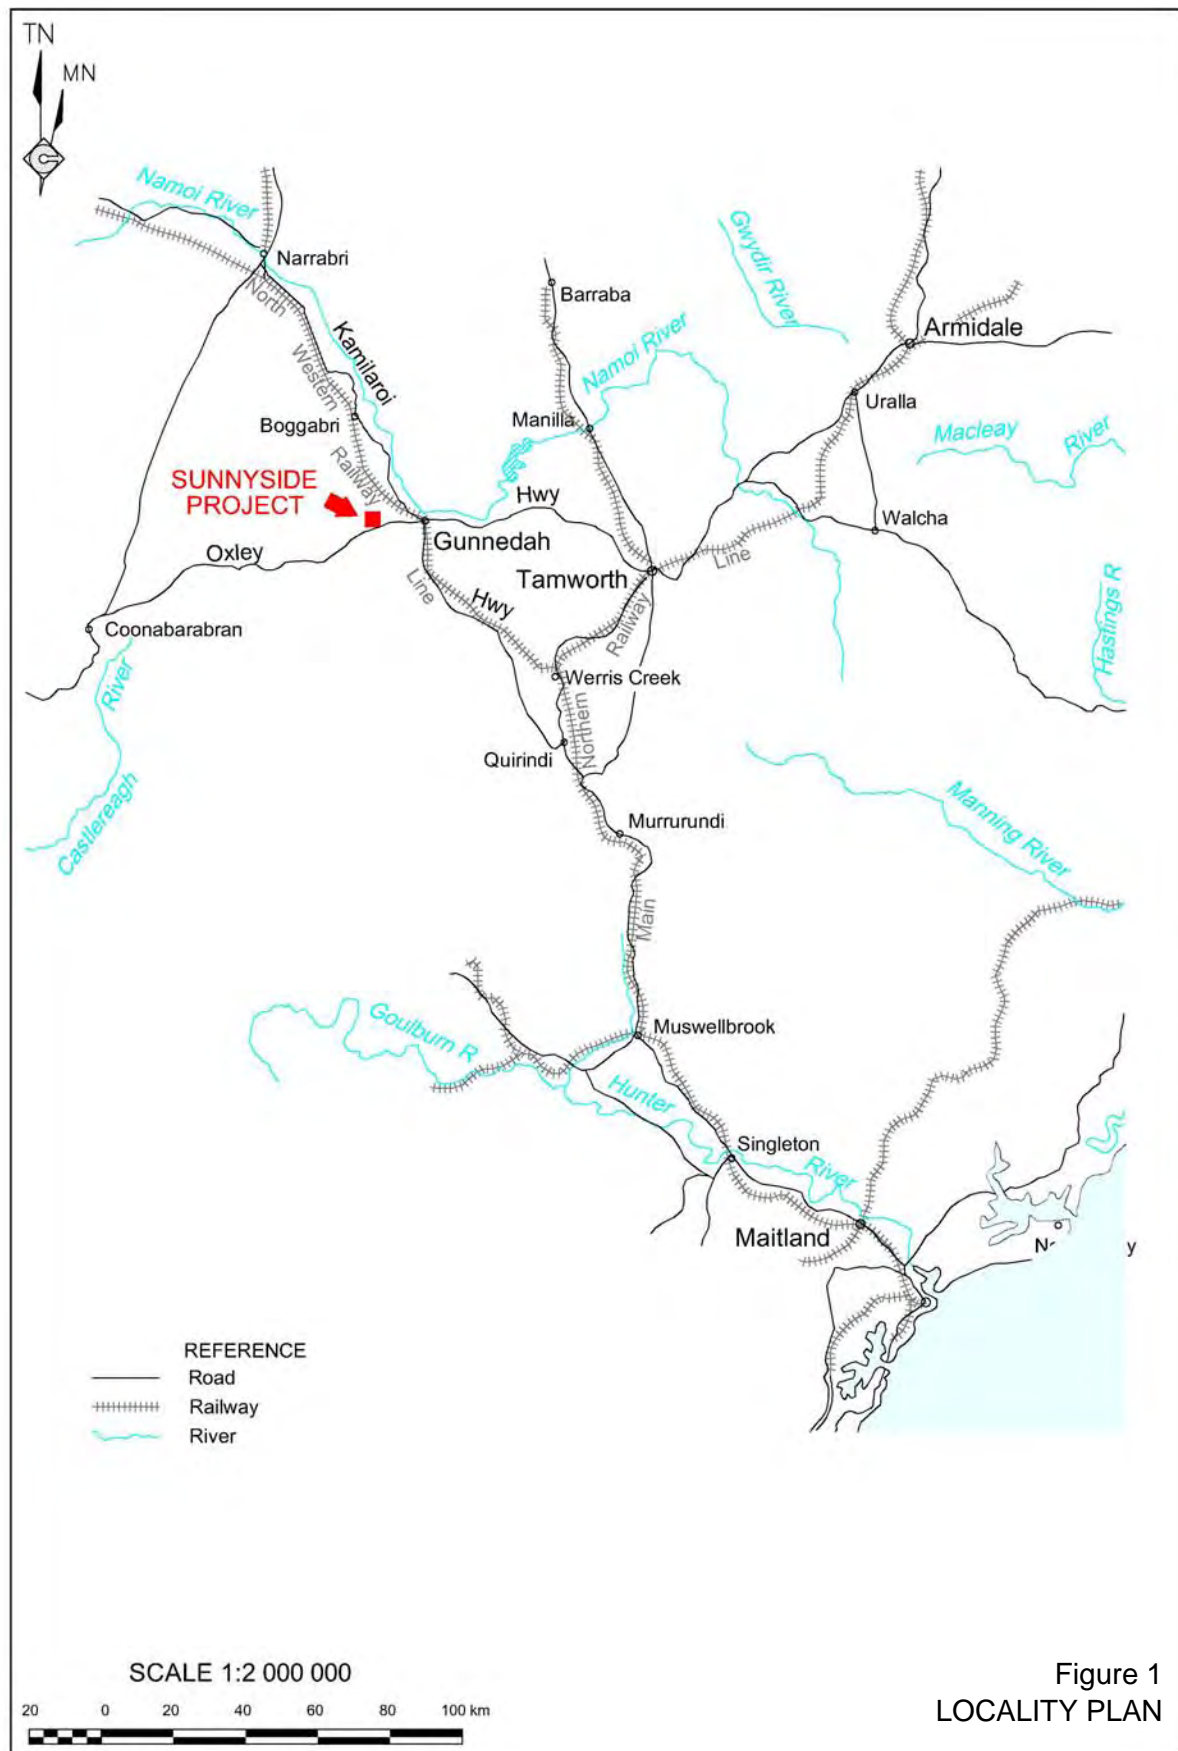 TN
MN
Namoi River
Narrabri
North
Western
Railway
Line
Kamilaroi
Hwy
Boggabri
SUNNYSIDE
PROJECT
Gunnedah
Oxley
Hwy
Coonabarabran
Castlereagh
River
Barraba
Namoi River
Manilla
Tamworth
Gwydir River
Armidale
Uralla
Macleay
River
Walcha
Line
Railway
Northern
Main
Hastings R
Werris Creek
Quirindi
Murrurundi
Manning River
Muswellbrook
Goulburn R
Hunter
River
Singleton
Maitland
REFERENCE
Road
Railway
River
SCALE 1:2 000 000
20 0 20 40 60 80 100 km
Figure 1
LOCALITY PLAN